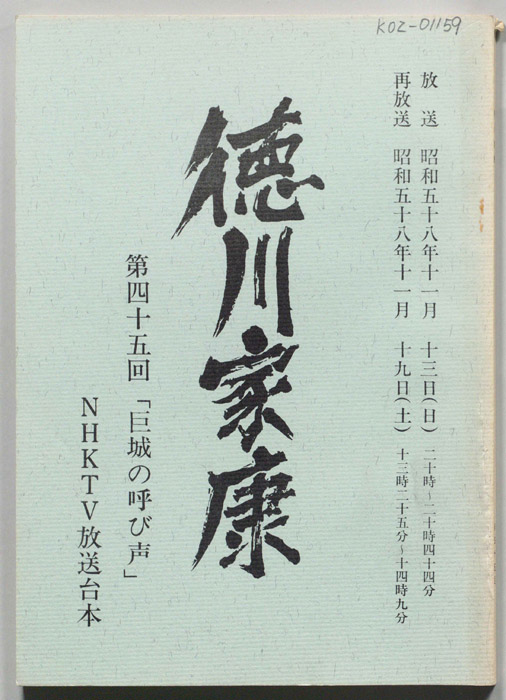 KOZ-01159
放送 昭和五十八年十一月 十三日(日) 二十時~二十時四十四分
再放送 昭和五十八年十一月 十九日(土) 十三時二十五分~十四時九分
徳川家康
第四十五回「巨城の呼び声」
NHKTV放送台本